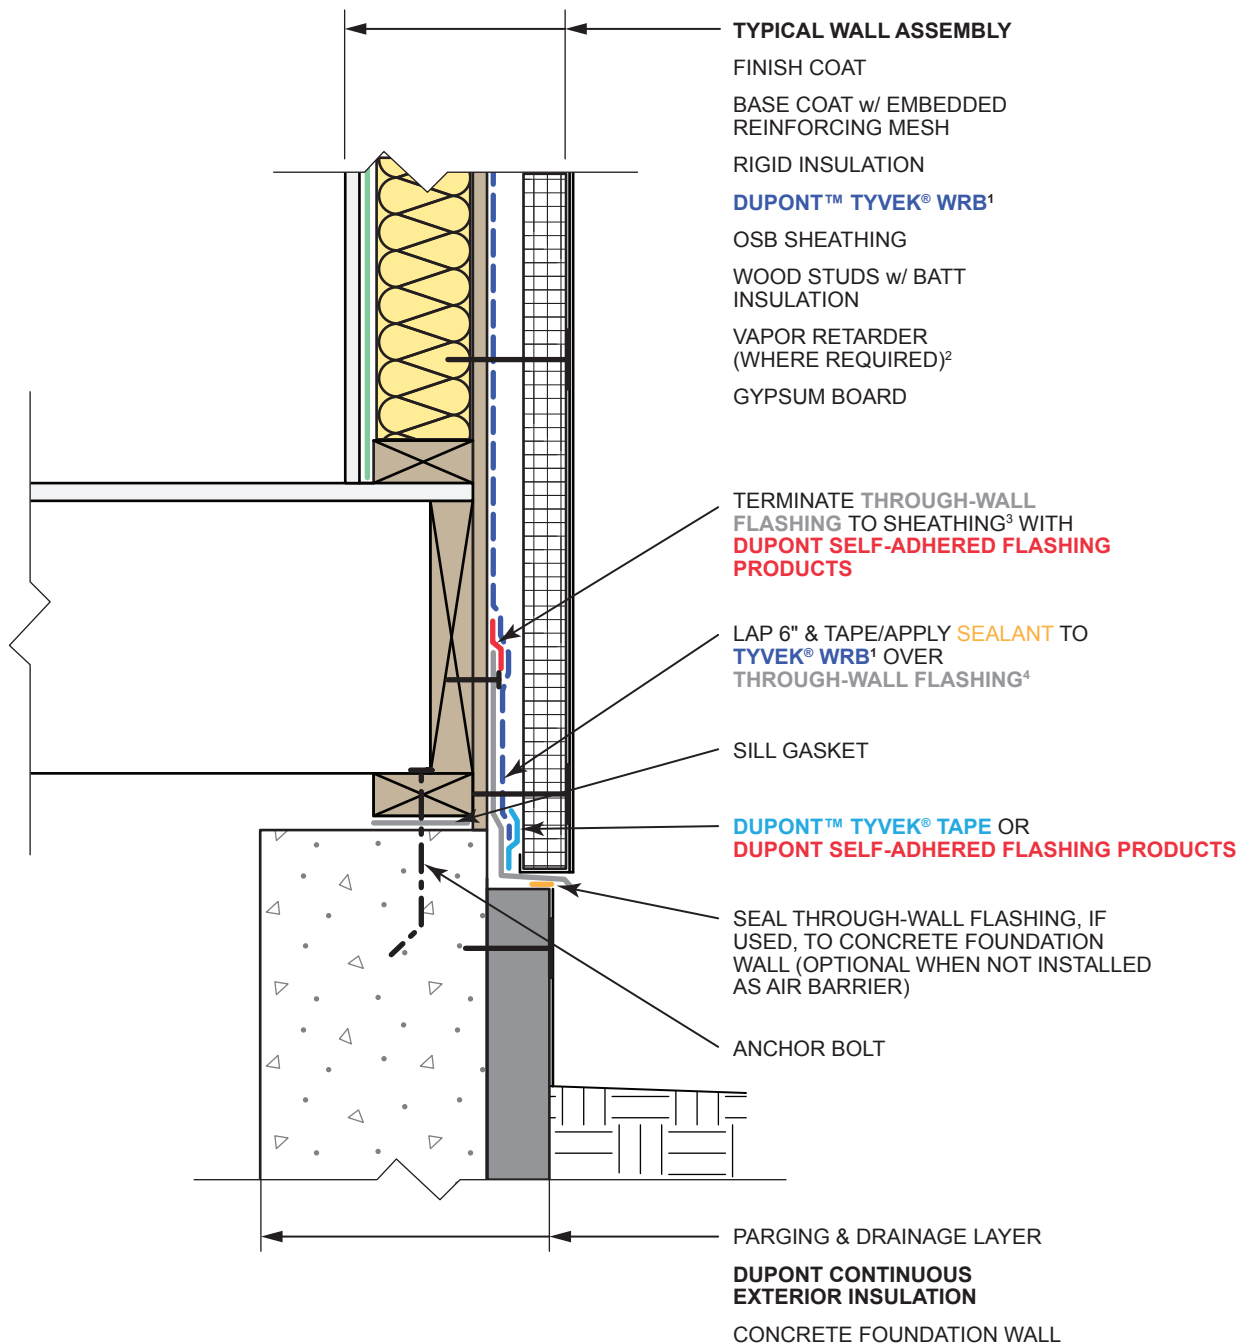 TYPICAL WALL ASSEMBLY
FINISH COAT
BASE COAT w/ EMBEDDED
REINFORCING MESH
RIGID INSULATION
DUPONT™ TYVEK® WRB¹
OSB SHEATHING
WOOD STUDS w/ BATT
INSULATION
VAPOR RETARDER
(WHERE REQUIRED)²
GYPSUM BOARD
TERMINATE THROUGH-WALL
FLASHING TO SHEATHING³ WITH
DUPONT SELF-ADHERED FLASHING
PRODUCTS
LAP 6" & TAPE/APPLY SEALANT TO
TYVEK® WRB¹ OVER
THROUGH-WALL FLASHING⁴
SILL GASKET
DUPONT™ TYVEK® TAPE OR
DUPONT SELF-ADHERED FLASHING PRODUCTS
SEAL THROUGH-WALL FLASHING, IF
USED, TO CONCRETE FOUNDATION
WALL (OPTIONAL WHEN NOT INSTALLED
AS AIR BARRIER)
ANCHOR BOLT
PARGING & DRAINAGE LAYER
DUPONT CONTINUOUS
EXTERIOR INSULATION
CONCRETE FOUNDATION WALL